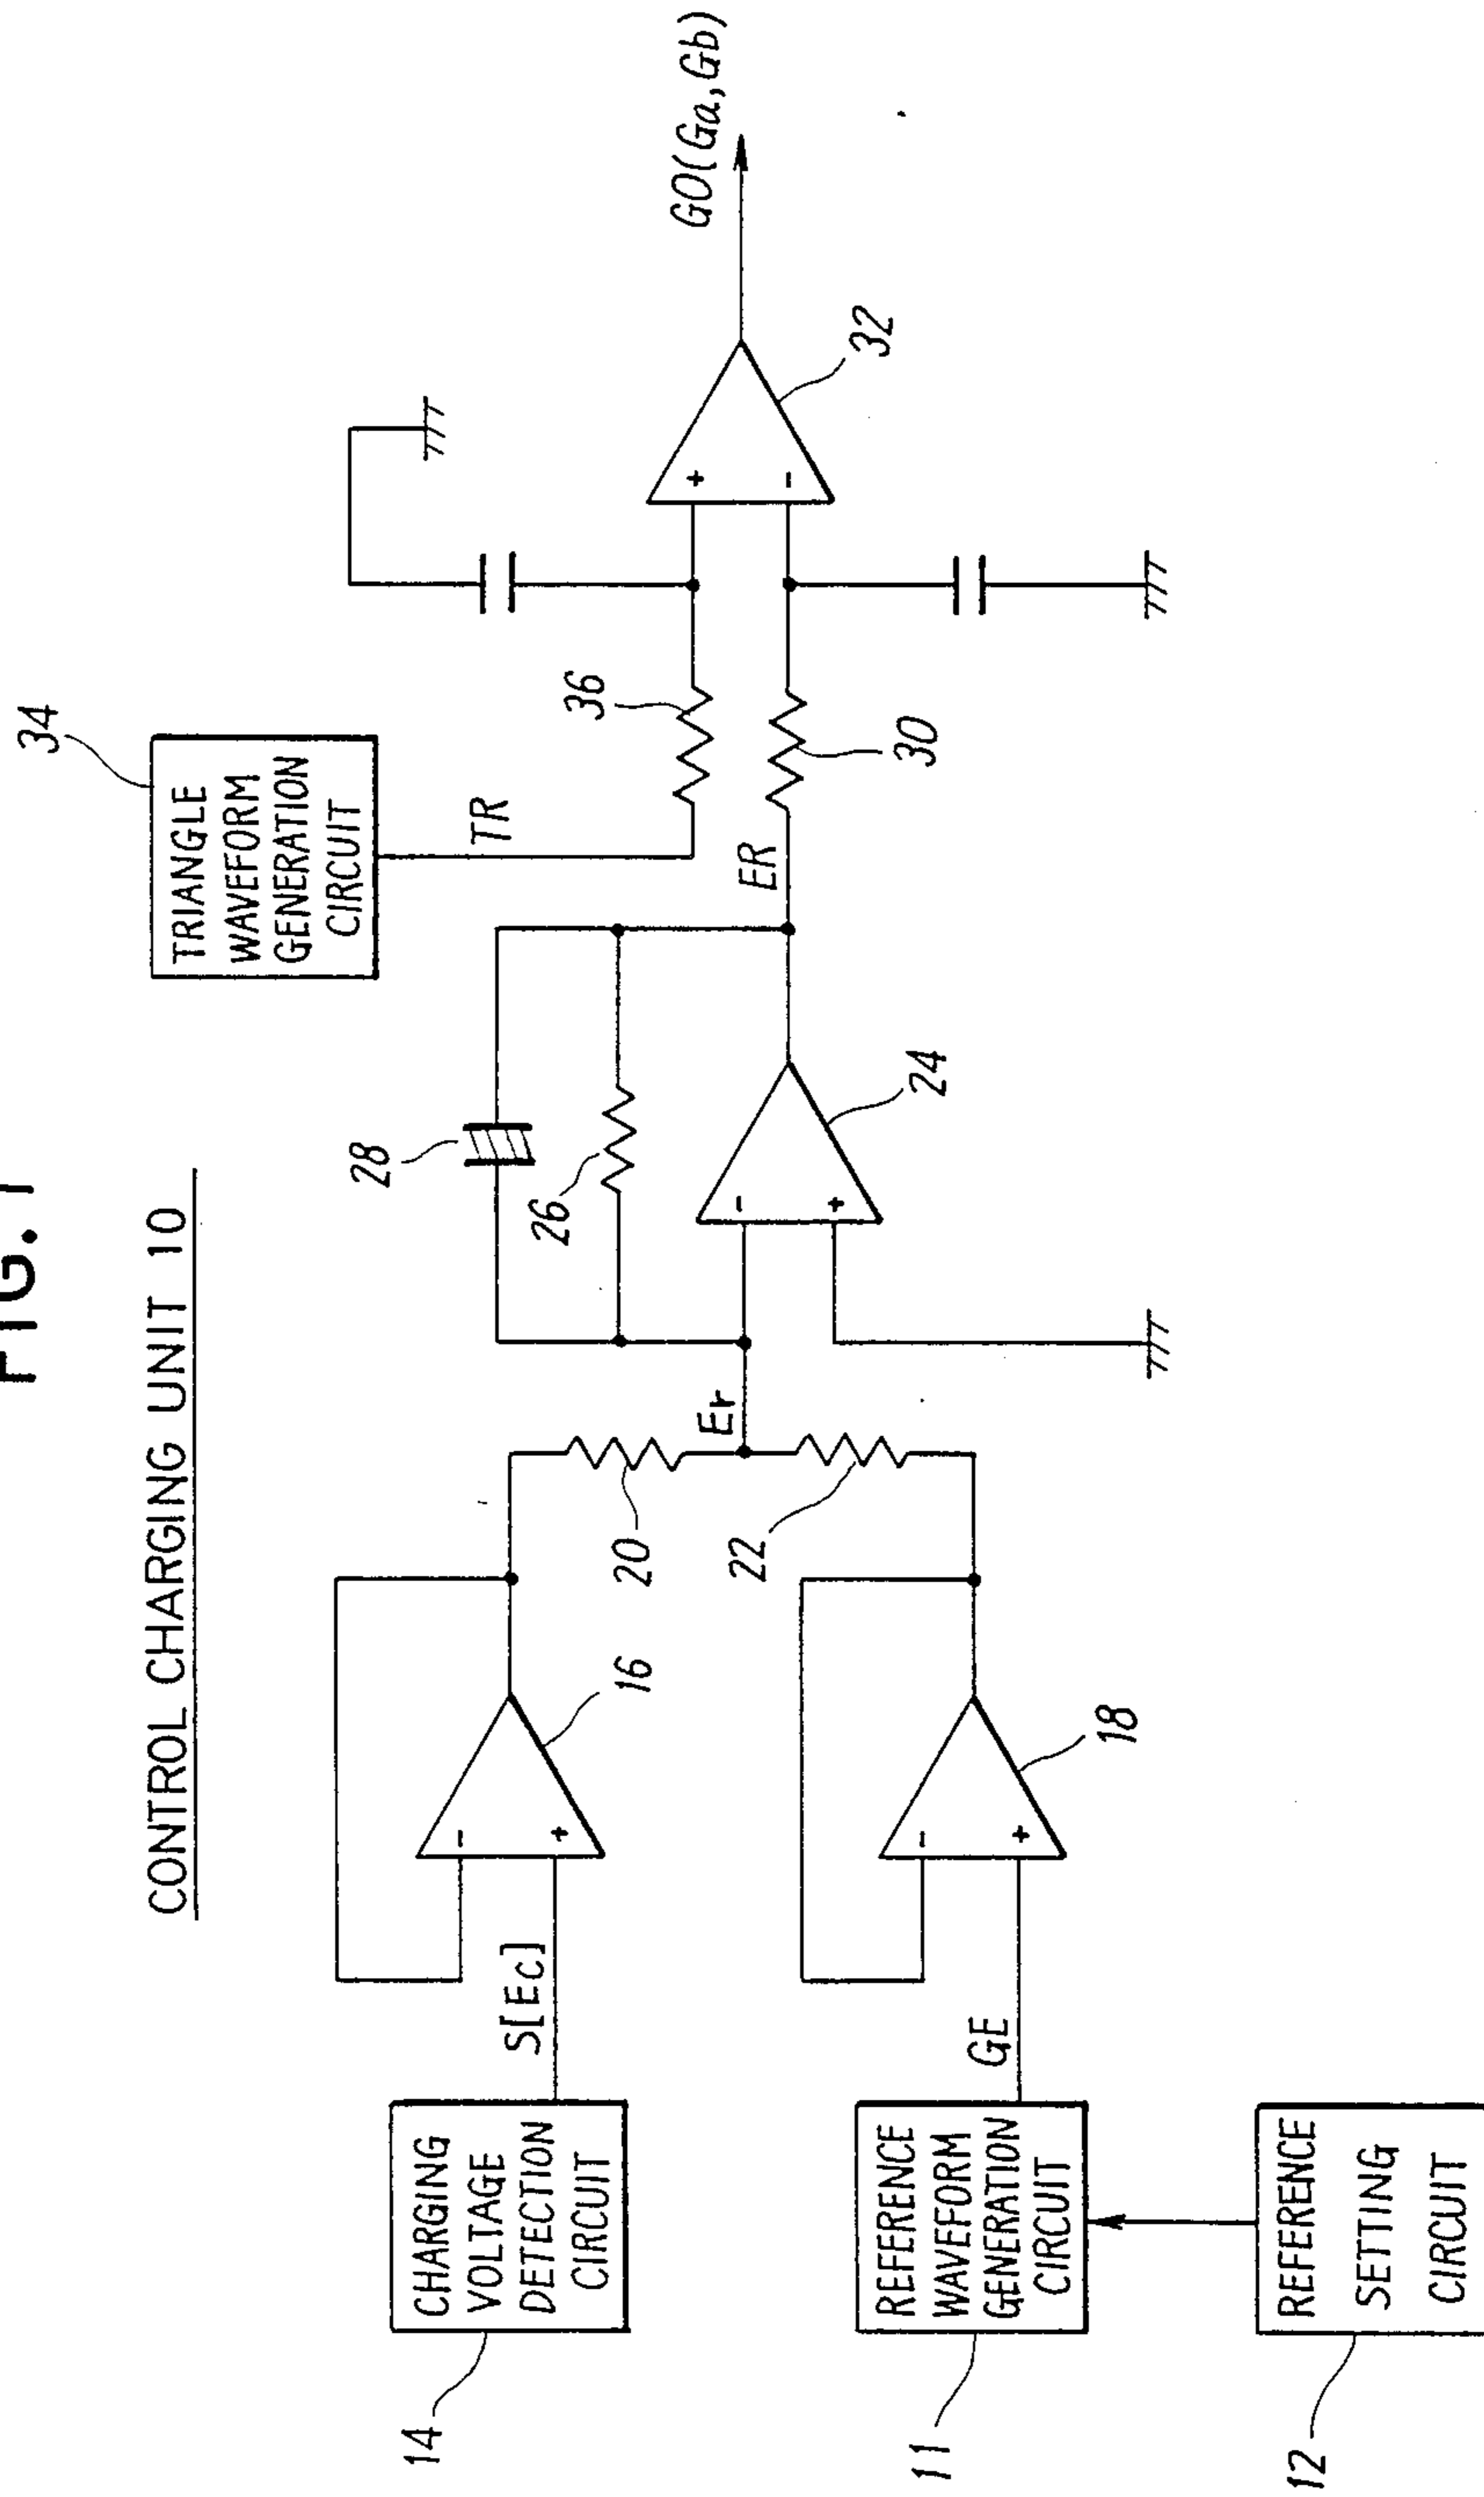 FIG. 1
CONTROL CHARGING UNIT 10
34
TRIANGLE
WAVEFORM
GENERATION
CIRCUIT
TR
36
GO(Ga,Gb)
+
-
32
28
26
ER
30
-
+
24
14
CHARGING
VOLTAGE
DETECTION
CIRCUIT
S[Ec]
-
+
16
20
Er
22
11
REFERENCE
WAVEFORM
GENERATION
CIRCUIT
GE
-
+
18
12
REFERENCE
SETTING
CIRCUIT